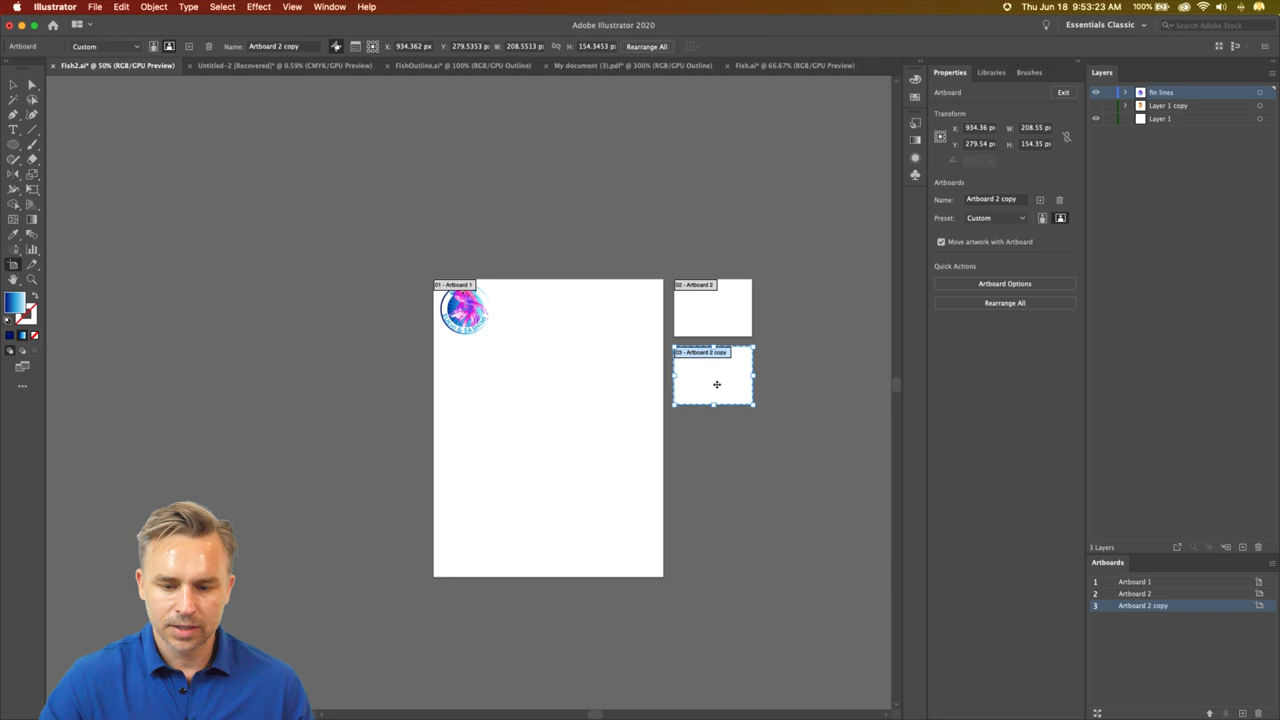 Illustrator File Edit Object Type Select Effect View Window Help
Thu Jun 18 9:53:23 AM 100%
Adobe Illustrator 2020
Essentials Classic
Search Adobe Stock
Artboard Custom Name: Artboard 2 copy X: 934.362 px Y: 279.5353 px W: 208.5513 px H: 154.3453 px Rearrange All
Fish2.ai* @ 50% (RGB/GPU Preview) Untitled-2 [Recovered]* @ 0.59% (CMYK/GPU Preview) FishOutline.ai* @ 100% (RGB/GPU Outline) My document (3).pdf* @ 300% (RGB/GPU Outline) Fish.ai* @ 66.67% (RGB/GPU Preview)
Properties Libraries Brushes
Artboard Exit
Transform
X: 934.36 px W: 208.55 px
Y: 279.54 px H: 154.35 px
Artboards
Name: Artboard 2 copy
Preset: Custom
Move artwork with Artboard
Quick Actions
Artboard Options
Rearrange All
Layers
fin lines
Layer 1 copy
Layer 1
3 Layers
Artboards
1 Artboard 1
2 Artboard 2
3 Artboard 2 copy
01 - Artboard 1
02 - Artboard 2
03 - Artboard 2 copy